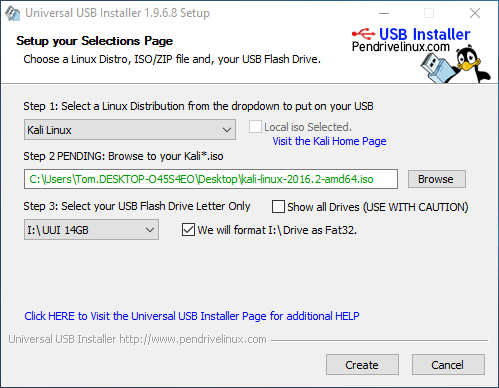 Universal USB Installer 1.9.6.8 Setup
Setup your Selections Page
Choose a Linux Distro, ISO/ZIP file and, your USB Flash Drive.
USB Installer
Pendrivelinux.com
Step 1: Select a Linux Distribution from the dropdown to put on your USB
Kali Linux
Local iso Selected.
Visit the Kali Home Page
Step 2 PENDING: Browse to your Kali*.iso
C:\Users\Tom.DESKTOP-O45S4EO\Desktop\kali-linux-2016.2-amd64.iso
Browse
Step 3: Select your USB Flash Drive Letter Only
Show all Drives (USE WITH CAUTION)
I:\ UUI 14GB
We will format I:\ Drive as Fat32.
Click HERE to Visit the Universal USB Installer Page for additional HELP
Universal USB Installer http://www.pendrivelinux.com
Create
Cancel